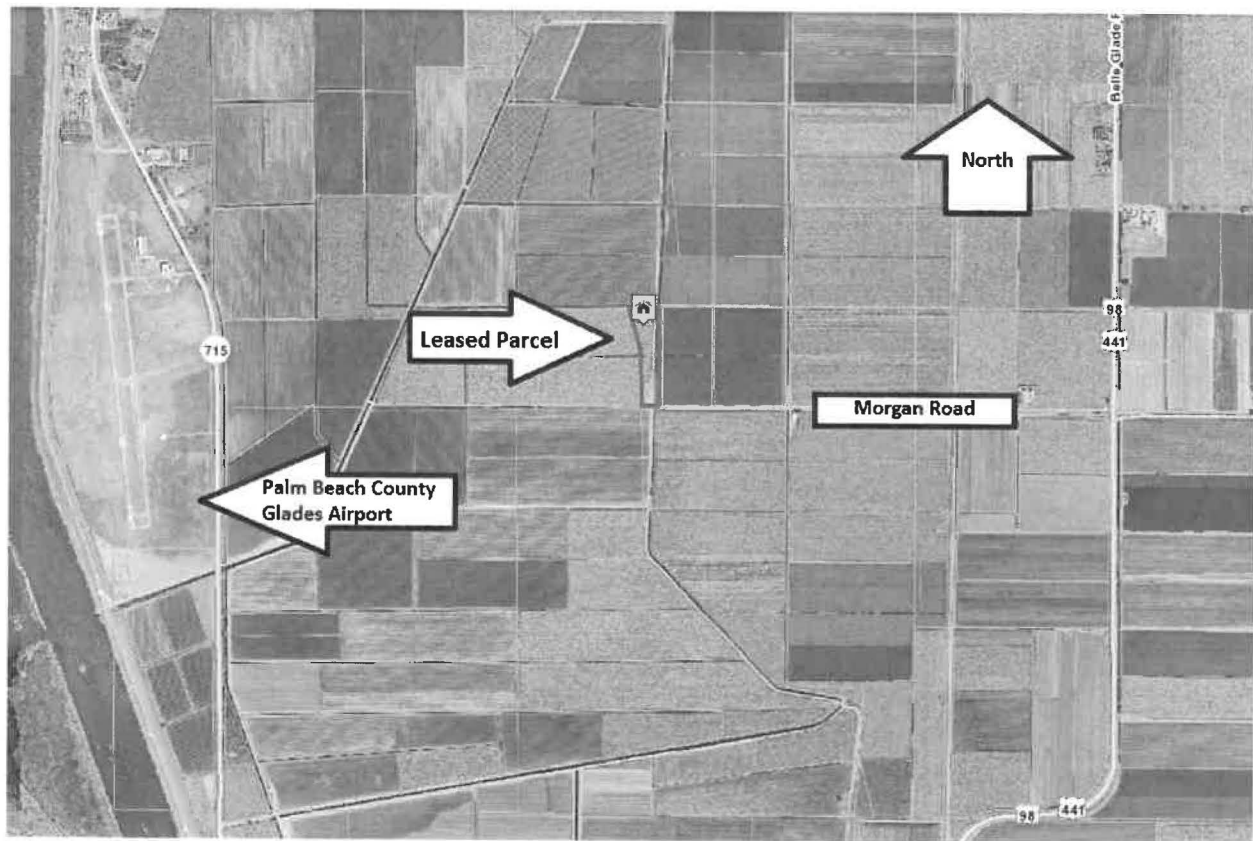 Belle Glade R
North
98
441
Leased Parcel
715
Morgan Road
Palm Beach County
Glades Airport
98
441